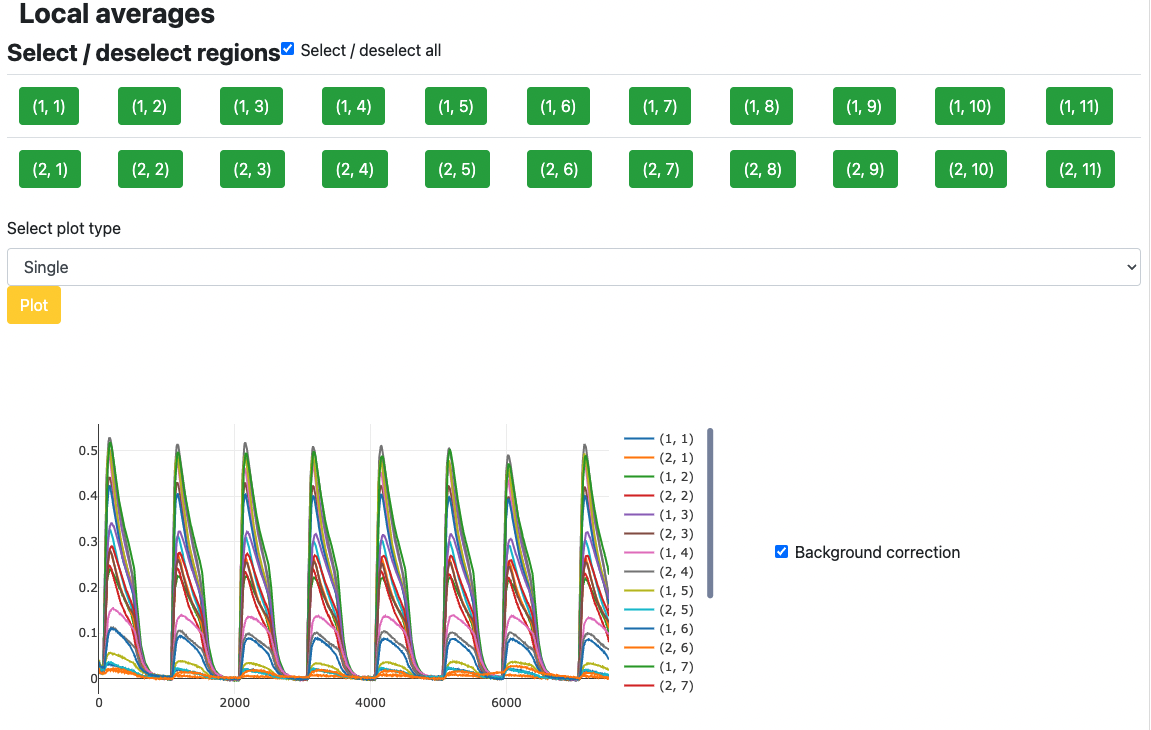 Local averages
Select / deselect regions Select / deselect all
(1, 1) (1, 2) (1, 3) (1, 4) (1, 5) (1, 6) (1, 7) (1, 8) (1, 9) (1, 10) (1, 11)
(2, 1) (2, 2) (2, 3) (2, 4) (2, 5) (2, 6) (2, 7) (2, 8) (2, 9) (2, 10) (2, 11)
Select plot type
Single
Plot
0.5
0.4
0.3
0.2
0.1
0
0 2000 4000 6000
(1, 1)
(2, 1)
(1, 2)
(2, 2)
(1, 3)
(2, 3)
(1, 4)
(2, 4)
(1, 5)
(2, 5)
(1, 6)
(2, 6)
(1, 7)
(2, 7)
Background correction